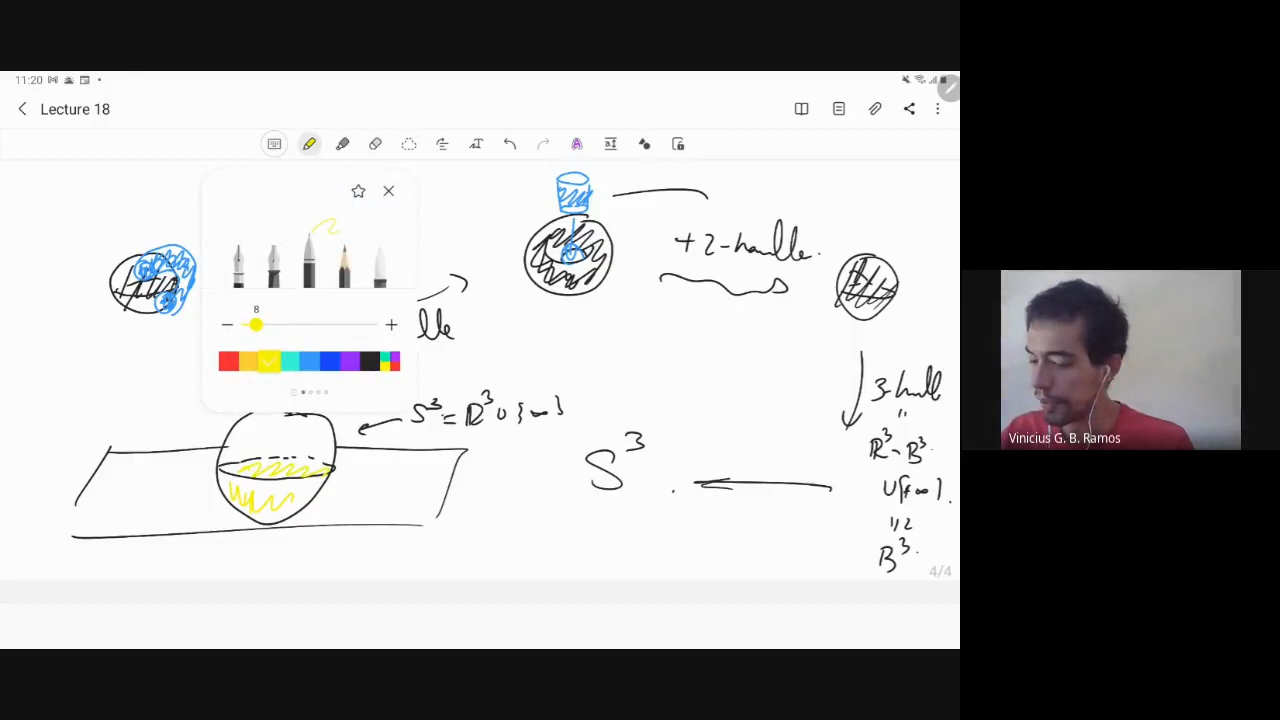 11:20
Lecture 18
8
+2-handle.
lle
S³ = ℝ³ ∪ {∞}
3-handle
"
ℝ³ - B³
∪ {∞}.
B³.
S³.
Vinicius G. B. Ramos
4/4